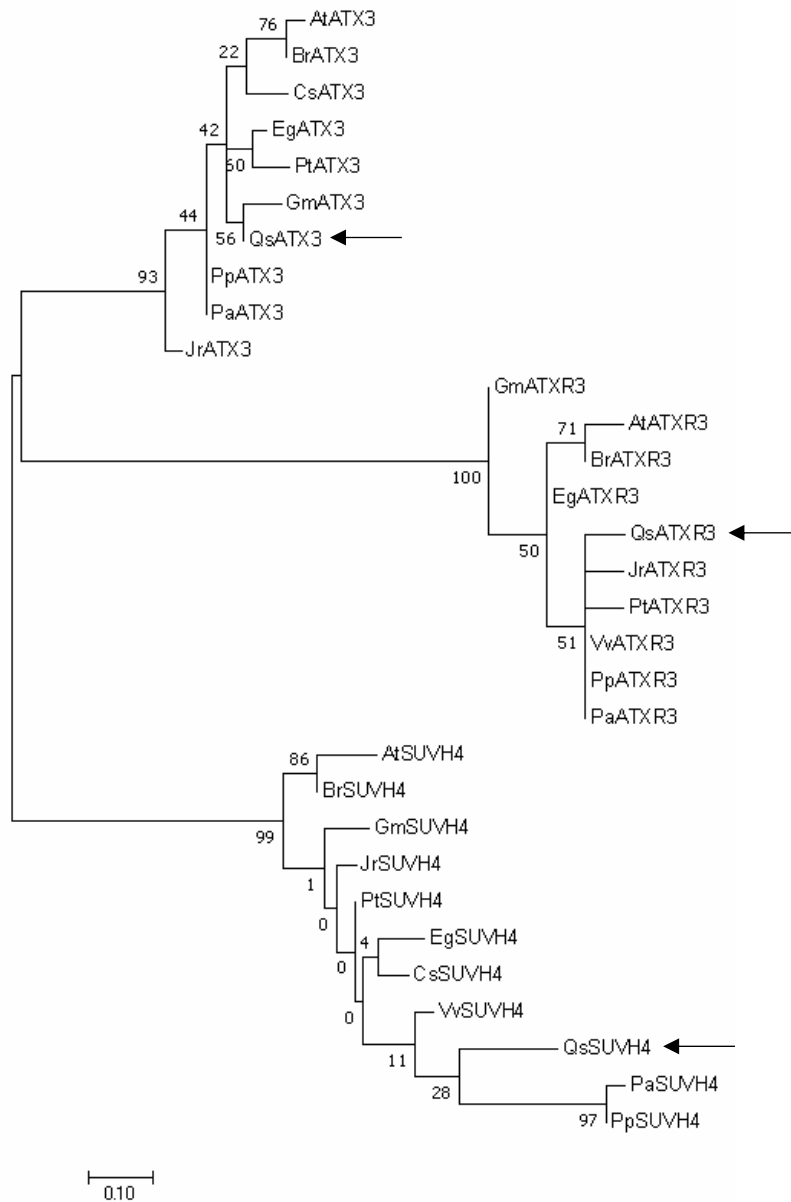 AtATX3
76
BrATX3
22
CsATX3
EgATX3
42
60
PtATX3
GmATX3
44
56
QsATX3
PpATX3
93
PaATX3
JrATX3
GmATXR3
AtATXR3
71
BrATXR3
100
EgATXR3
QsATXR3
50
JrATXR3
PtATXR3
VvATXR3
51
PpATXR3
PaATXR3
AtSUVH4
86
BrSUVH4
GmSUVH4
99
JrSUVH4
1
PtSUVH4
0
EgSUVH4
4
0
CsSUVH4
VvSUVH4
0
QsSUVH4
11
PaSUVH4
28
97
PpSUVH4
0.10